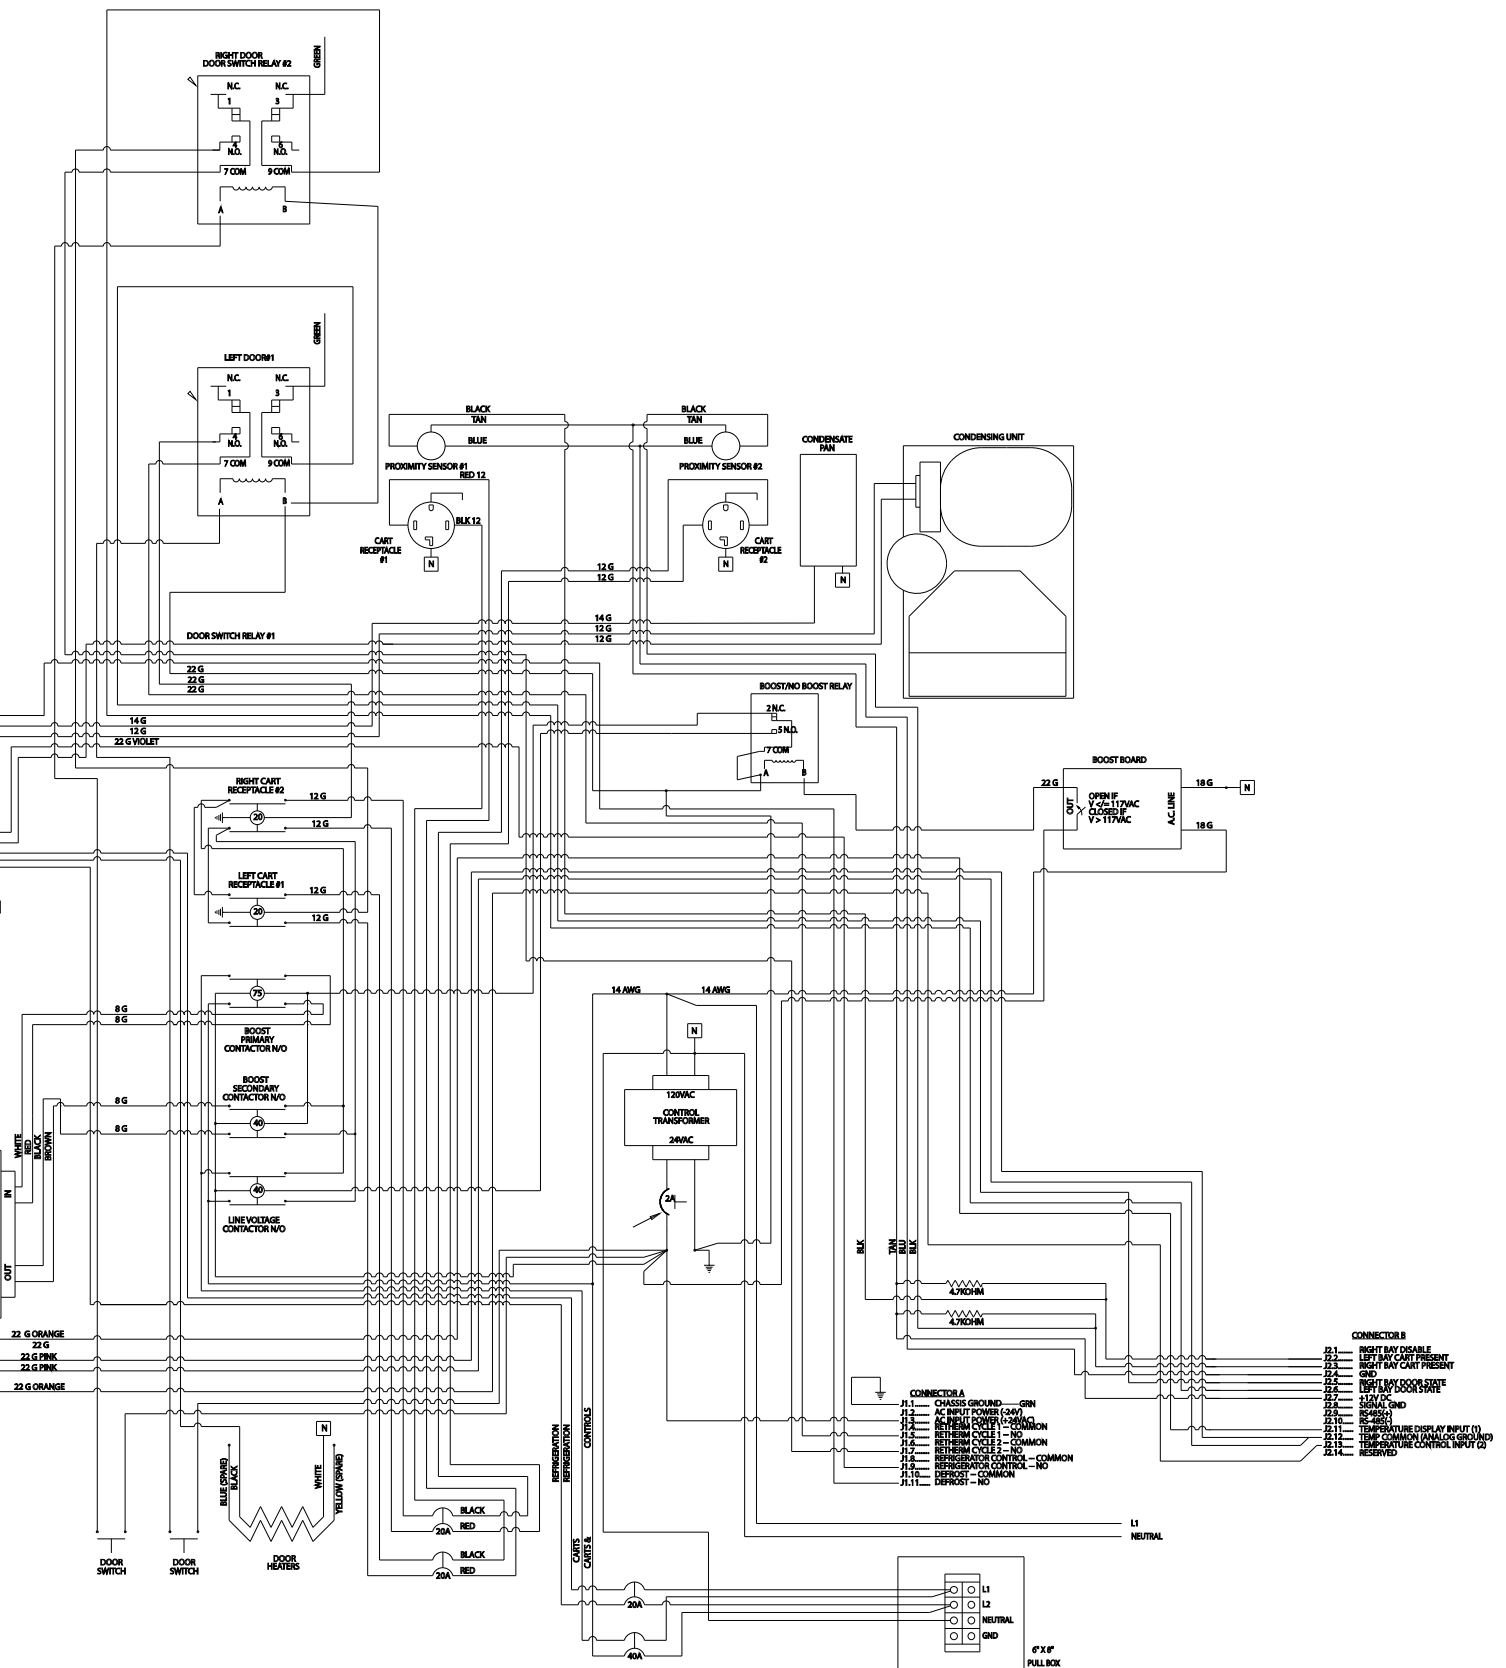 RIGHT DOOR
DOOR SWITCH RELAY #2
GREEN
N.C.
N.C.
1
3
4
6
N.O.
N.O.
7 COM
9 COM
A
B
GREEN
LEFT DOOR#1
N.C.
N.C.
1
3
4
6
N.O.
N.O.
7 COM
9 COM
A
B
BLACK
TAN
BLUE
PROXIMITY SENSOR #1
RED 12
BLK 12
CART
RECEPTACLE
#1
N
BLACK
TAN
BLUE
PROXIMITY SENSOR #2
CART
RECEPTACLE
#2
N
CONDENSATE
PAN
N
CONDENSING UNIT
12 G
12 G
14 G
12 G
12 G
DOOR SWITCH RELAY #1
22 G
22 G
22 G
14 G
12 G
22 G VIOLET
BOOST/NO BOOST RELAY
2 N.C.
5 N.O.
7 COM
A
B
BOOST BOARD
22 G
OUT
OPEN IF
V </= 117VAC
CLOSED IF
V > 117VAC
A.C. LINE
18 G
N
18 G
RIGHT CART
RECEPTACLE #2
12 G
20
12 G
LEFT CART
RECEPTACLE #1
12 G
20
12 G
75
8 G
8 G
BOOST
PRIMARY
CONTACTOR N/O
BOOST
SECONDARY
CONTACTOR N/O
8 G
40
8 G
40
LINE VOLTAGE
CONTACTOR N/O
WHITE
RED
BLACK
BROWN
IN
OUT
14 AWG
14 AWG
N
120VAC
CONTROL
TRANSFORMER
24VAC
2A
BLK
TAN
BLU
BLK
4.7KOHM
4.7KOHM
22 G ORANGE
22 G
22 G PINK
22 G PINK
22 G ORANGE
CONNECTOR B
J2.1...... RIGHT BAY DISABLE
J2.2...... LEFT BAY CART PRESENT
J2.3...... RIGHT BAY CART PRESENT
J2.4...... GND
J2.5...... RIGHT BAY DOOR STATE
J2.6...... LEFT BAY DOOR STATE
J2.7...... +12V DC
J2.8...... SIGNAL GND
J2.9...... RS485(+)
J2.10..... RS-485(-)
J2.11..... TEMPERATURE DISPLAY INPUT (1)
J2.12..... TEMP COMMON (ANALOG GROUND)
J2.13..... TEMPERATURE CONTROL INPUT (2)
J2.14..... RESERVED
CONNECTOR A
J1.1...... CHASSIS GROUND GRN
J1.2...... AC INPUT POWER (-24V)
J1.3...... AC INPUT POWER (+24VAC)
J1.4...... RETHERM CYCLE 1 – COMMON
J1.5...... RETHERM CYCLE 1 – NO
J1.6...... RETHERM CYCLE 2 – COMMON
J1.7...... RETHERM CYCLE 2 – NO
J1.8...... REFRIGERATOR CONTROL – COMMON
J1.9...... REFRIGERATOR CONTROL – NO
J1.10..... DEFROST – COMMON
J1.11..... DEFROST – NO
N
BLUE (SPARE)
BLACK
WHITE
YELLOW (SPARE)
DOOR
SWITCH
DOOR
SWITCH
DOOR
HEATERS
BLACK
20A
RED
BLACK
20A
RED
REFRIGERATION
REFRIGERATION
CARTS
CARTS & CONTROLS
L1
NEUTRAL
20A
40A
L1
L2
NEUTRAL
GND
6" X 8"
PULL BOX